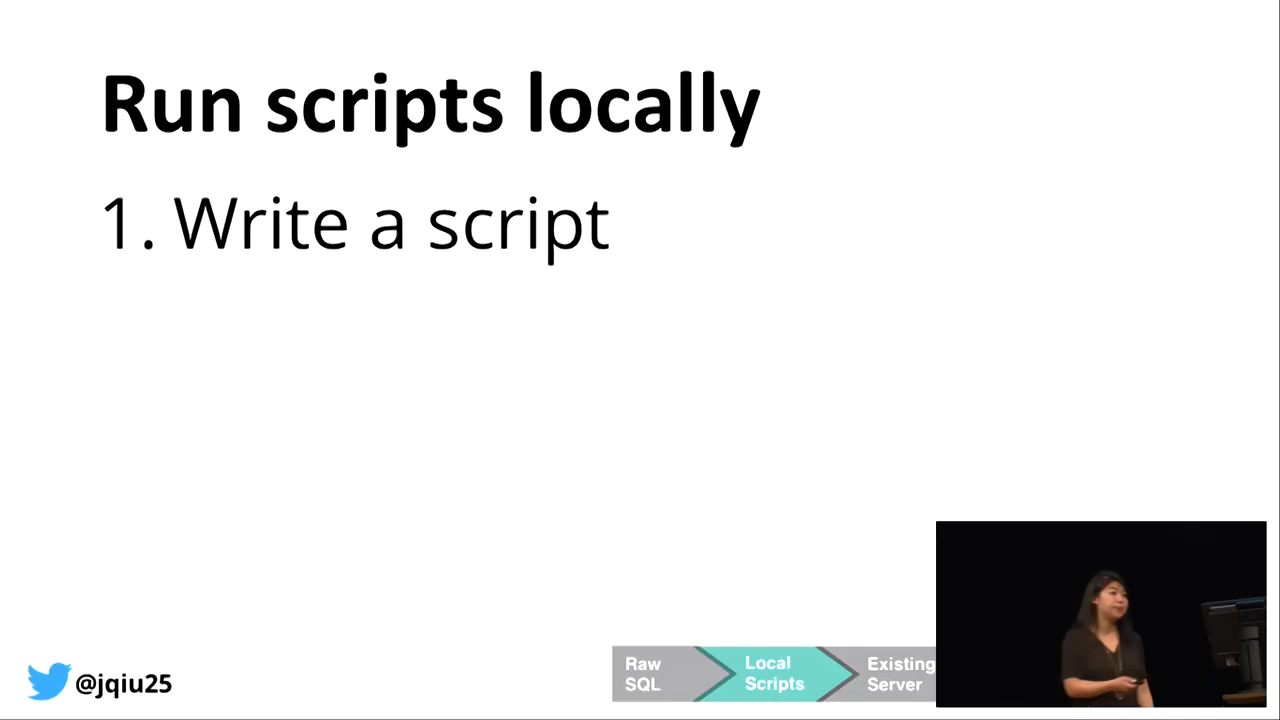 Run scripts locally
1. Write a script
@jqiu25
Raw
SQL
Local
Scripts
Existing
Server